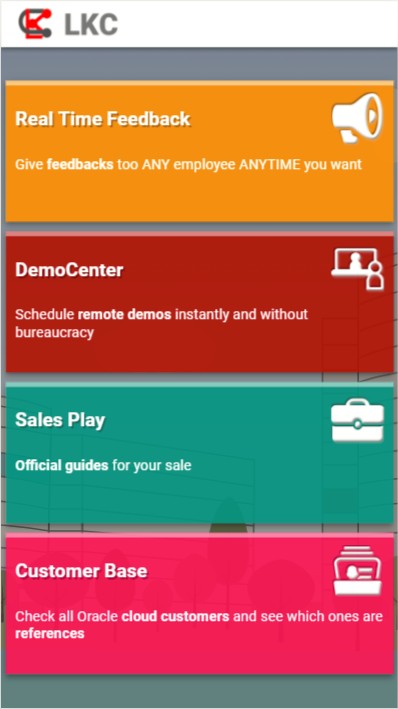 LKC
Real Time Feedback
Give feedbacks too ANY employee ANYTIME you want
DemoCenter
Schedule remote demos instantly and without
bureaucracy
Sales Play
Official guides for your sale
Customer Base
Check all Oracle cloud customers and see which ones are
references